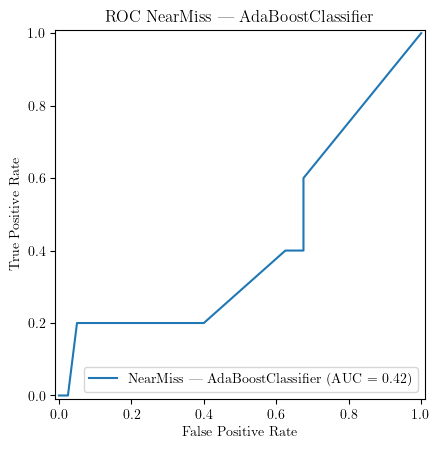 ROC NearMiss — AdaBoostClassifier
1.0
0.8
0.6
0.4
0.2
0.0
True Positive Rate
NearMiss — AdaBoostClassifier (AUC = 0.42)
0.0 0.2 0.4 0.6 0.8 1.0
False Positive Rate